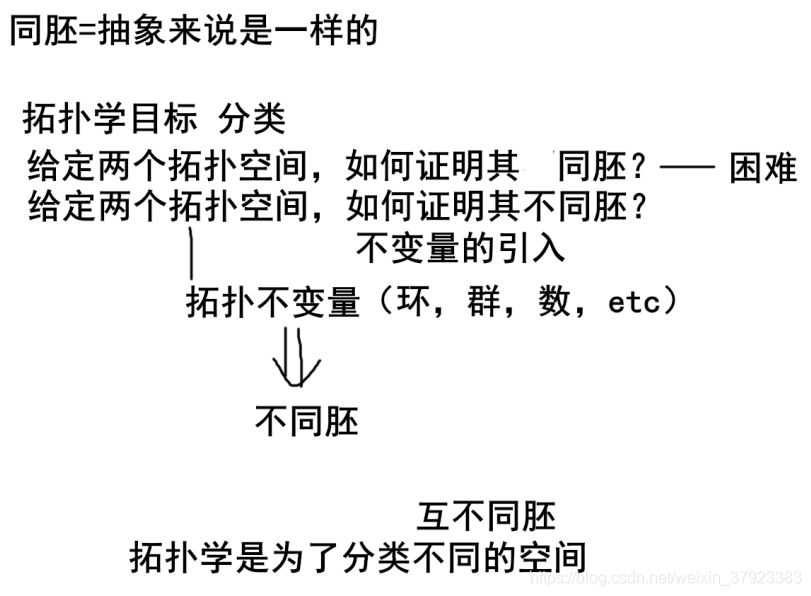 同胚=抽象来说是一样的
拓扑学目标 分类
给定两个拓扑空间，如何证明其 同胚？—— 困难
给定两个拓扑空间，如何证明其不同胚？
不变量的引入
拓扑不变量（环，群，数，etc）
不同胚
互不同胚
拓扑学是为了分类不同的空间
https://blog.csdn.net/weixin_37923383